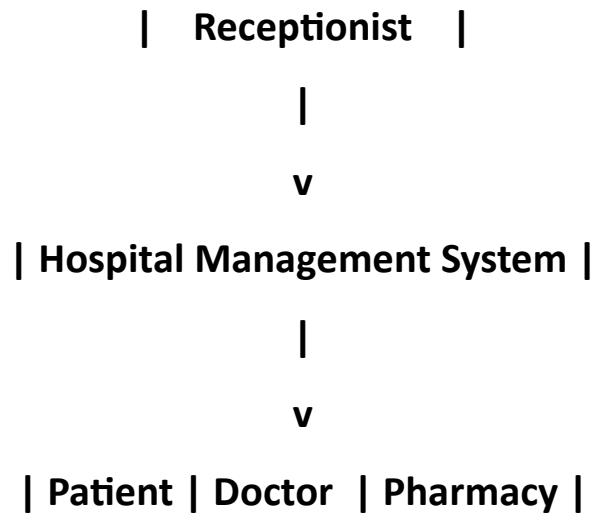 | Receptionist |
|
v
| Hospital Management System |
|
v
| Patient | Doctor | Pharmacy |